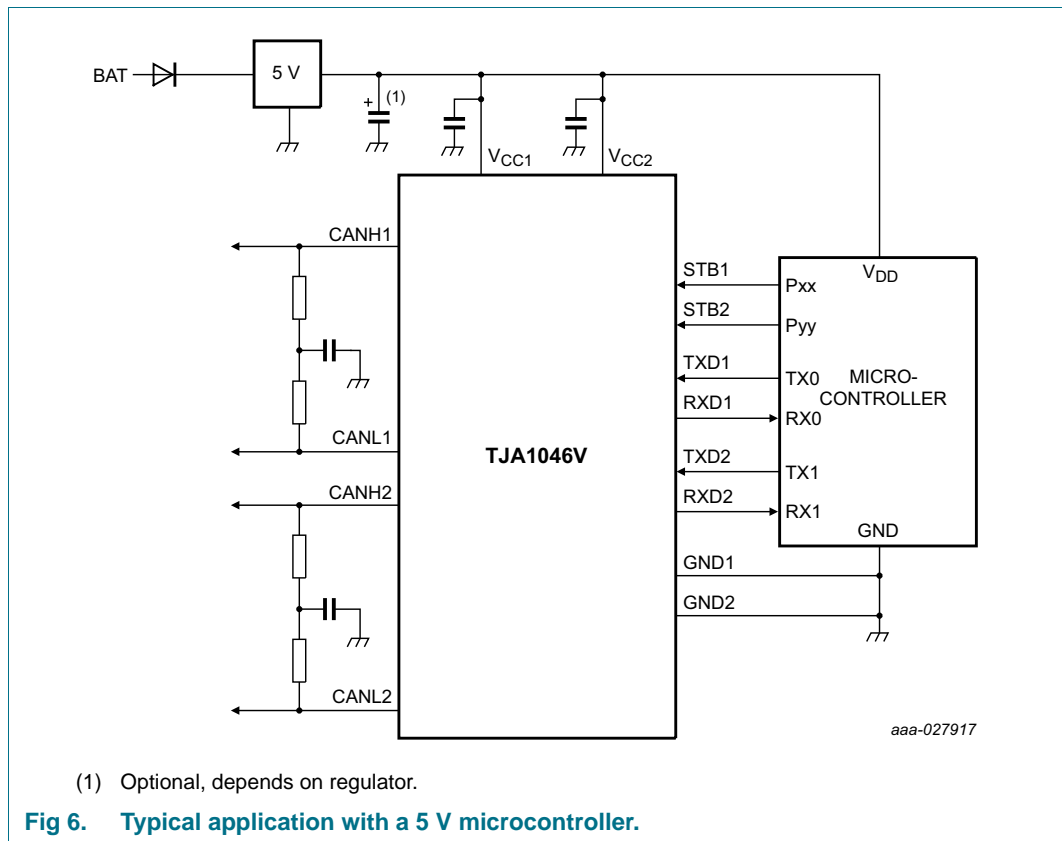 BAT
5 V
+
(1)
VCC1
VCC2
CANH1
CANL1
CANH2
CANL2
TJA1046V
STB1
STB2
TXD1
RXD1
TXD2
RXD2
GND1
GND2
VDD
Pxx
Pyy
TX0
RX0
TX1
RX1
MICRO-
CONTROLLER
GND
aaa-027917
(1) Optional, depends on regulator.
Fig 6. Typical application with a 5 V microcontroller.